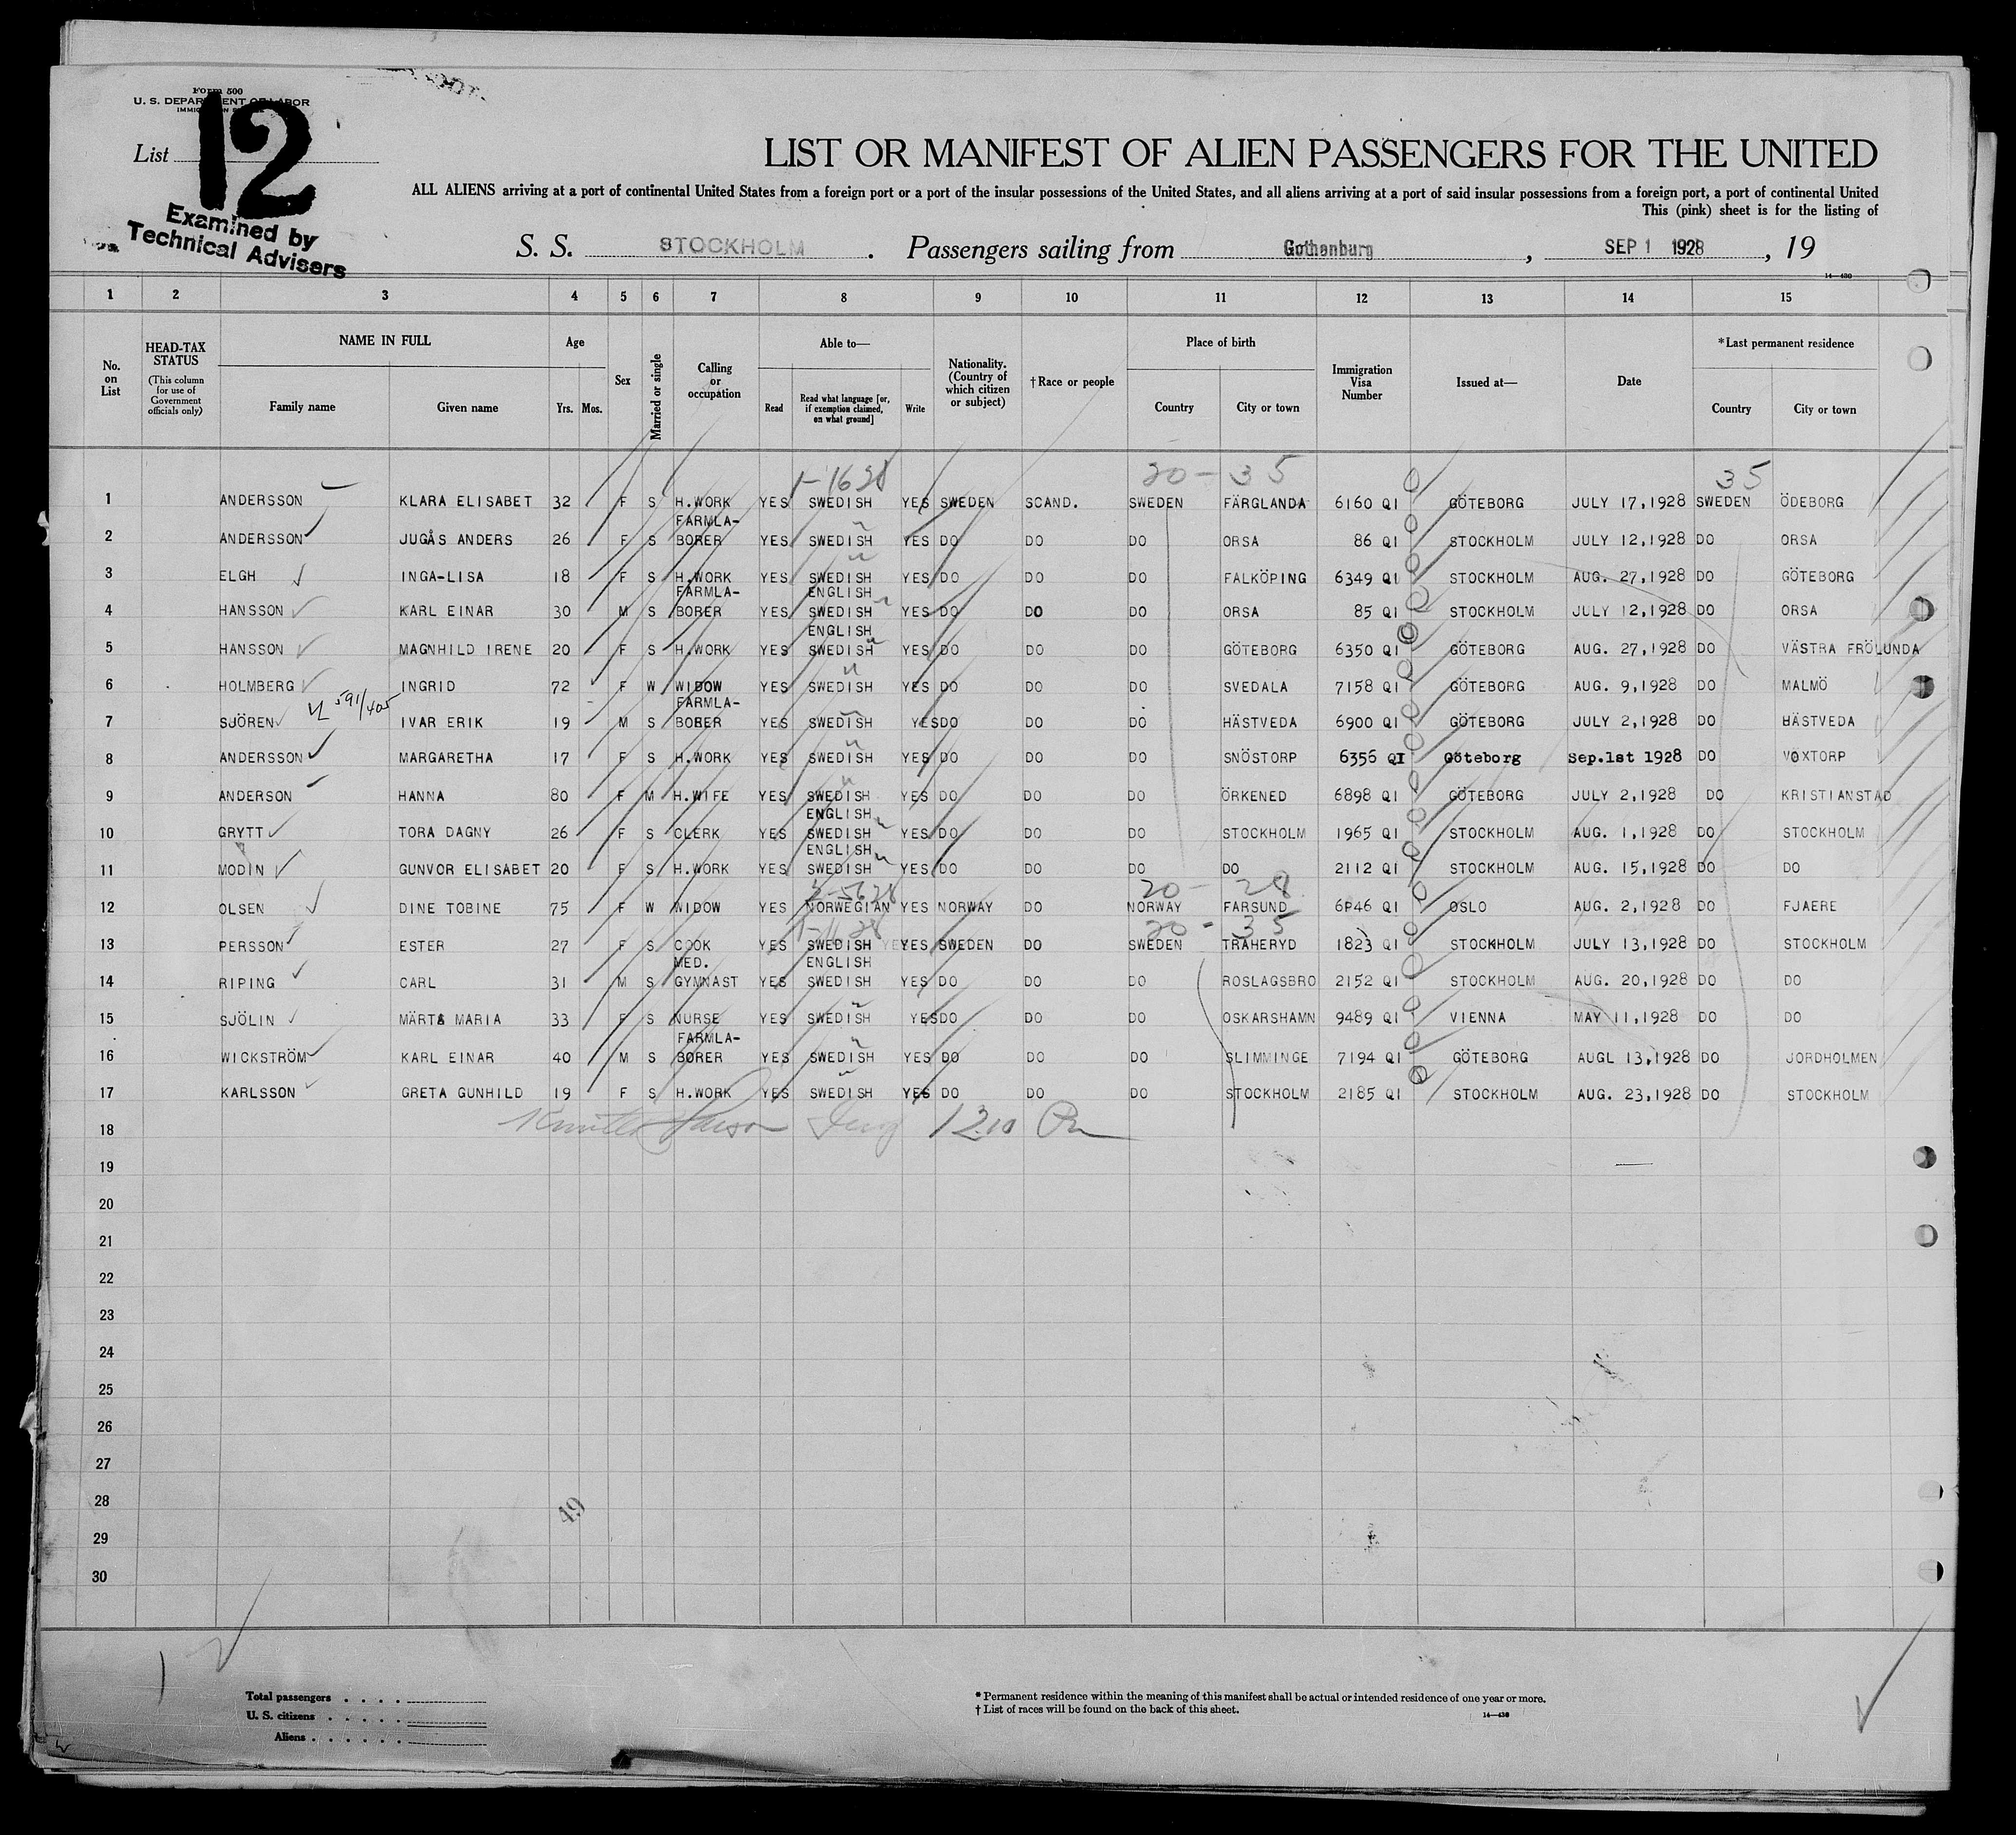 Form 500
U. S. DEPARTMENT OF LABOR
List 12
Examined by
Technical Advisers
LIST OR MANIFEST OF ALIEN PASSENGERS FOR THE UNITED
ALL ALIENS arriving at a port of continental United States from a foreign port or a port of the insular possessions of the United States, and all aliens arriving at a port of said insular possessions from a foreign port, a port of continental United
This (pink) sheet is for the listing of
S. S. STOCKHOLM. Passengers sailing from Gothenburg, SEP 1 1928, 19
14—430
1 2 3 4 5 6 7 8 9 10 11 12 13 14 15
No. on List
HEAD-TAX STATUS (This column for use of Government officials only)
NAME IN FULL Family name Given name
Age Yrs. Mos.
Sex
Married or single
Calling or occupation
Able to— Read Read what language [or, if exemption claimed, on what ground] Write
Nationality. (Country of which citizen or subject)
† Race or people
Place of birth Country City or town
Immigration Visa Number
Issued at—
Date
* Last permanent residence Country City or town
1-1628 20 - 35 35
1 ANDERSSON KLARA ELISABET 32 F S H.WORK YES SWEDISH YES SWEDEN SCAND. SWEDEN FÄRGLANDA 6160 QI GÖTEBORG JULY 17,1928 SWEDEN ÖDEBORG
FARMLA-
2 ANDERSSON JUGÅS ANDERS 26 F S BORER YES SWEDISH YES DO DO DO ORSA 86 QI STOCKHOLM JULY 12,1928 DO ORSA
3 ELGH INGA-LISA 18 F S H.WORK YES SWEDISH YES DO DO DO FALKÖPING 6349 QI STOCKHOLM AUG. 27,1928 DO GÖTEBORG
FARMLA- ENGLISH
4 HANSSON KARL EINAR 30 M S BORER YES SWEDISH YES DO DO DO ORSA 85 QI STOCKHOLM JULY 12,1928 DO ORSA
ENGLISH
5 HANSSON MAGNHILD IRENE 20 F S H.WORK YES SWEDISH YES DO DO DO GÖTEBORG 6350 QI GÖTEBORG AUG. 27,1928 DO VÄSTRA FRÖLUNDA
6 HOLMBERG INGRID 72 F W WIDOW YES SWEDISH YES DO DO DO SVEDALA 7158 QI GÖTEBORG AUG. 9,1928 DO MALMÖ
591/405 FARMLA-
7 SJÖREN IVAR ERIK 19 M S BORER YES SWEDISH YES DO DO DO HÄSTVEDA 6900 QI GÖTEBORG JULY 2,1928 DO HÄSTVEDA
8 ANDERSSON MARGARETHA 17 F S H.WORK YES SWEDISH YES DO DO DO SNÖSTORP 6356 QI Göteborg Sep.1st 1928 DO VØXTORP
9 ANDERSON HANNA 80 F M H.WIFE YES SWEDISH YES DO DO DO ÖRKENED 6898 QI GÖTEBORG JULY 2,1928 DO KRISTIANSTAD
ENGLISH
10 GRYTT TORA DAGNY 26 F S CLERK YES SWEDISH YES DO DO DO STOCKHOLM 1965 QI STOCKHOLM AUG. 1,1928 DO STOCKHOLM
ENGLISH
11 MODIN GUNVOR ELISABET 20 F S H.WORK YES SWEDISH YES DO DO DO DO 2112 QI STOCKHOLM AUG. 15,1928 DO DO
20 - 28
12 OLSEN DINE TOBINE 75 F W WIDOW YES NORWEGIAN YES NORWAY DO NORWAY FARSUND 6P46 QI OSLO AUG. 2,1928 DO FJAERE
20 - 35
13 PERSSON ESTER 27 F S COOK YES SWEDISH YES SWEDEN DO SWEDEN TRAHERYD 1823 QI STOCKHOLM JULY 13,1928 DO STOCKHOLM
MED. ENGLISH
14 RIPING CARL 31 M S GYMNAST YES SWEDISH YES DO DO DO ROSLAGSBRO 2152 QI STOCKHOLM AUG. 20,1928 DO DO
15 SJÖLIN MÄRTA MARIA 33 F S NURSE YES SWEDISH YES DO DO DO OSKARSHAMN 9489 QI VIENNA MAY 11,1928 DO DO
FARMLA-
16 WICKSTRÖM KARL EINAR 40 M S BORER YES SWEDISH YES DO DO DO SLIMMINGE 7194 QI GÖTEBORG AUGL 13,1928 DO JORDHOLMEN
17 KARLSSON GRETA GUNHILD 19 F S H.WORK YES SWEDISH YES DO DO DO STOCKHOLM 2185 QI STOCKHOLM AUG. 23,1928 DO STOCKHOLM
18
19
20
21
22
23
24
25
26
27
28
49
29
30
Total passengers
U. S. citizens
Aliens
* Permanent residence within the meaning of this manifest shall be actual or intended residence of one year or more.
† List of races will be found on the back of this sheet.
14—430